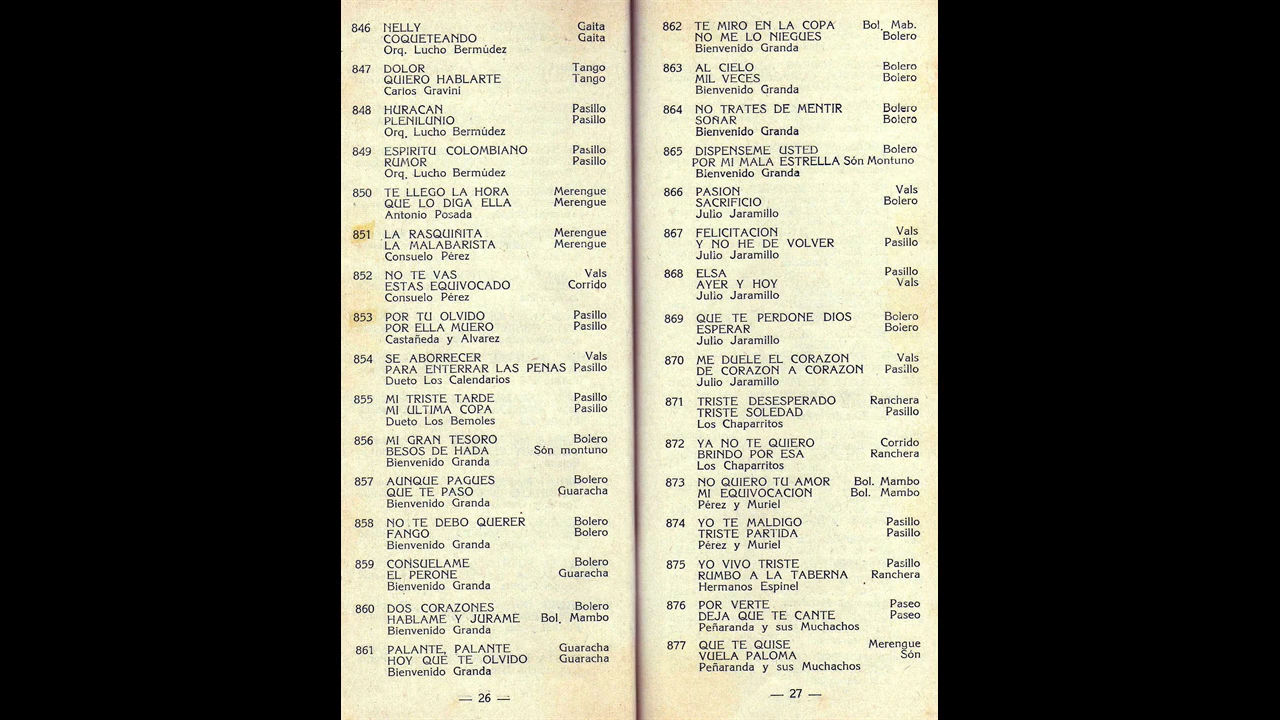 846 NELLY Gaita
COQUETEANDO Gaita
Orq. Lucho Bermúdez
847 DOLOR Tango
QUIERO HABLARTE Tango
Carlos Gravini
848 HURACAN Pasillo
PLENILUNIO Pasillo
Orq. Lucho Bermúdez
849 ESPIRITU COLOMBIANO Pasillo
RUMOR Pasillo
Orq. Lucho Bermúdez
850 TE LLEGO LA HORA Merengue
QUE LO DIGA ELLA Merengue
Antonio Posada
851 LA RASQUIÑITA Merengue
LA MALABARISTA Merengue
Consuelo Pérez
852 NO TE VAS Vals
ESTAS EQUIVOCADO Corrido
Consuelo Pérez
853 POR TU OLVIDO Pasillo
POR ELLA MUERO Pasillo
Castañeda y Alvarez
854 SE ABORRECER Vals
PARA ENTERRAR LAS PENAS Pasillo
Dueto Los Calendarios
855 MI TRISTE TARDE Pasillo
MI ULTIMA COPA Pasillo
Dueto Los Bemoles
856 MI GRAN TESORO Bolero
BESOS DE HADA Són montuno
Bienvenido Granda
857 AUNQUE PAGUES Bolero
QUE TE PASO Guaracha
Bienvenido Granda
858 NO TE DEBO QUERER Bolero
FANGO Bolero
Bienvenido Granda
859 CONSUELAME Bolero
EL PERONE Guaracha
Bienvenido Granda
860 DOS CORAZONES Bolero
HABLAME Y JURAME Bol. Mambo
Bienvenido Granda
861 PALANTE, PALANTE Guaracha
HOY QUE TE OLVIDO Guaracha
Bienvenido Granda
— 26 —
862 TE MIRO EN LA COPA Bol. Mab.
NO ME LO NIEGUES Bolero
Bienvenido Granda
863 AL CIELO Bolero
MIL VECES Bolero
Bienvenido Granda
864 NO TRATES DE MENTIR Bolero
SOÑAR Bolero
Bienvenido Granda
865 DISPENSEME USTED Bolero
POR MI MALA ESTRELLA Són Montuno
Bienvenido Granda
866 PASION Vals
SACRIFICIO Bolero
Julio Jaramillo
867 FELICITACION Vals
Y NO HE DE VOLVER Pasillo
Julio Jaramillo
868 ELSA Pasillo
AYER Y HOY Vals
Julio Jaramillo
869 QUE TE PERDONE DIOS Bolero
ESPERAR Bolero
Julio Jaramillo
870 ME DUELE EL CORAZON Vals
DE CORAZON A CORAZON Pasillo
Julio Jaramillo
871 TRISTE DESESPERADO Ranchera
TRISTE SOLEDAD Pasillo
Los Chaparritos
872 YA NO TE QUIERO Corrido
BRINDO POR ESA Ranchera
Los Chaparritos
873 NO QUIERO TU AMOR Bol. Mambo
MI EQUIVOCACION Bol. Mambo
Pérez y Muriel
874 YO TE MALDIGO Pasillo
TRISTE PARTIDA Pasillo
Pérez y Muriel
875 YO VIVO TRISTE Pasillo
RUMBO A LA TABERNA Ranchera
Hermanos Espinel
876 POR VERTE Paseo
DEJA QUE TE CANTE Paseo
Peñaranda y sus Muchachos
877 QUE TE QUISE Merengue
VUELA PALOMA Són
Peñaranda y sus Muchachos
— 27 —